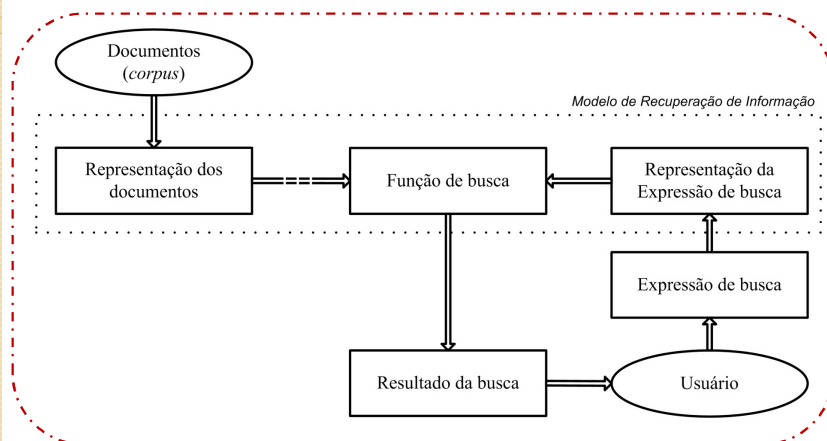 Documentos
(corpus)
Modelo de Recuperação de Informação
Representação dos
documentos
Função de busca
Representação da
Expressão de busca
Expressão de busca
Resultado da busca
Usuário